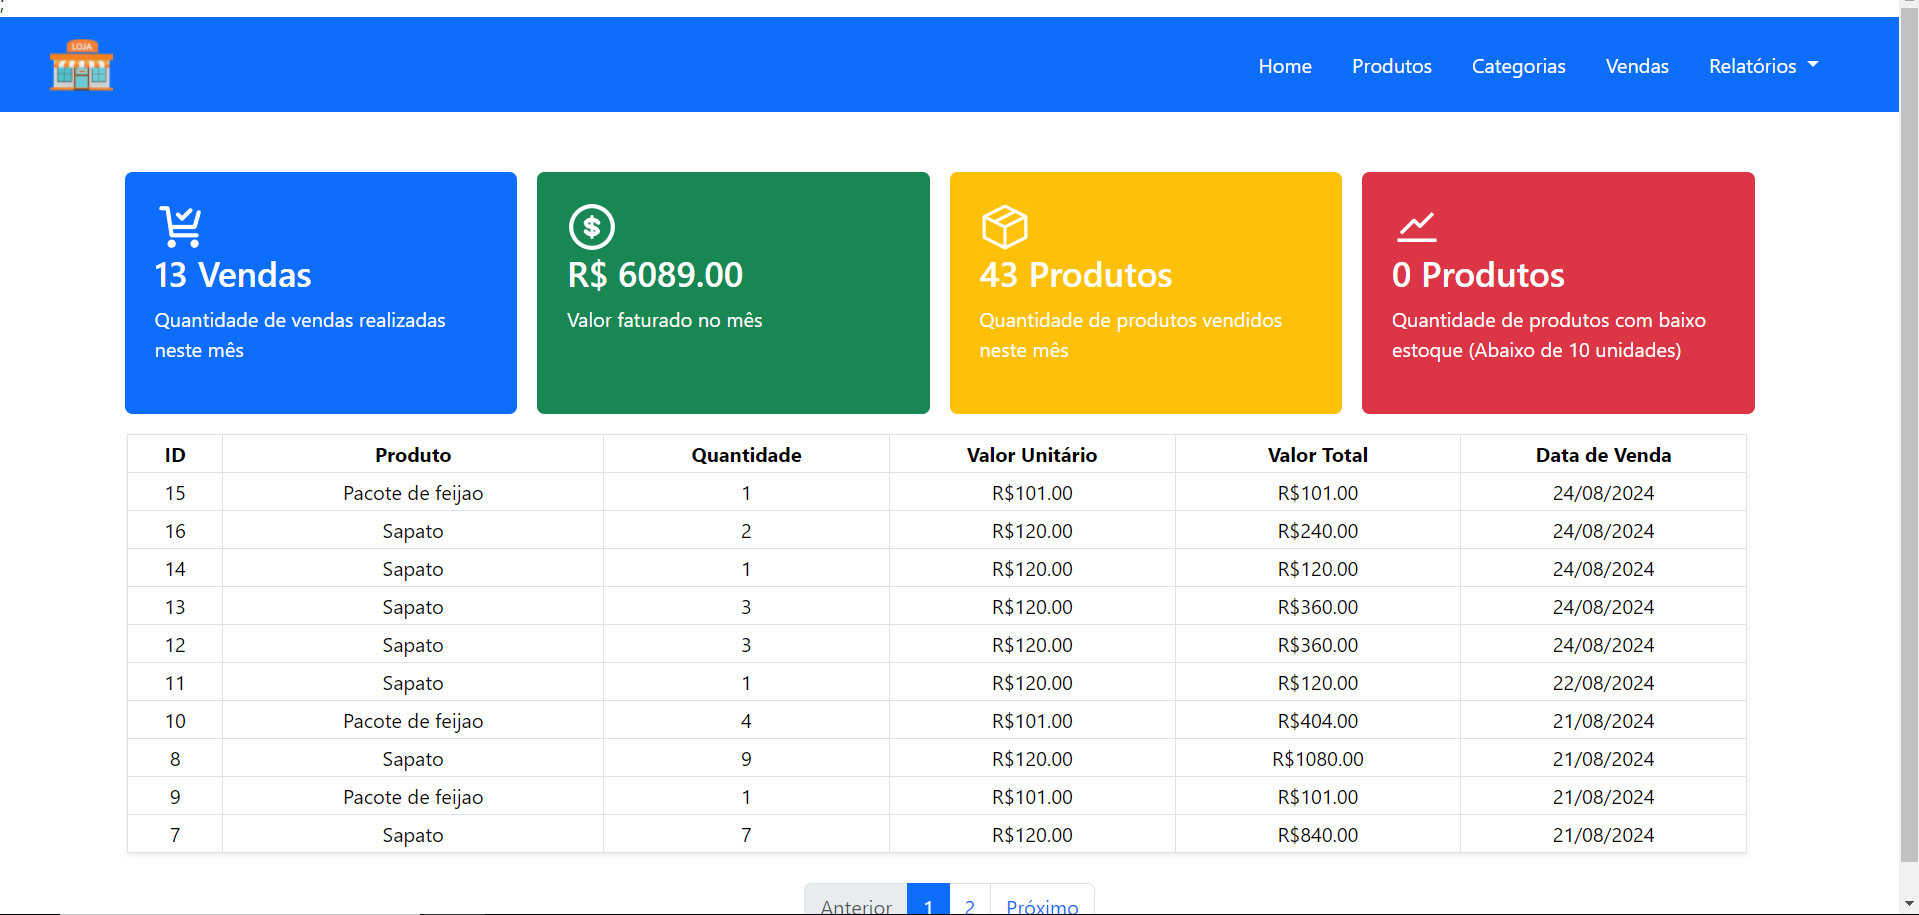 ;
LOJA
Home Produtos Categorias Vendas Relatórios
13 Vendas
Quantidade de vendas realizadas
neste mês
R$ 6089.00
Valor faturado no mês
43 Produtos
Quantidade de produtos vendidos
neste mês
0 Produtos
Quantidade de produtos com baixo
estoque (Abaixo de 10 unidades)
ID Produto Quantidade Valor Unitário Valor Total Data de Venda
15 Pacote de feijao 1 R$101.00 R$101.00 24/08/2024
16 Sapato 2 R$120.00 R$240.00 24/08/2024
14 Sapato 1 R$120.00 R$120.00 24/08/2024
13 Sapato 3 R$120.00 R$360.00 24/08/2024
12 Sapato 3 R$120.00 R$360.00 24/08/2024
11 Sapato 1 R$120.00 R$120.00 22/08/2024
10 Pacote de feijao 4 R$101.00 R$404.00 21/08/2024
8 Sapato 9 R$120.00 R$1080.00 21/08/2024
9 Pacote de feijao 1 R$101.00 R$101.00 21/08/2024
7 Sapato 7 R$120.00 R$840.00 21/08/2024
Anterior 1 2 Próximo